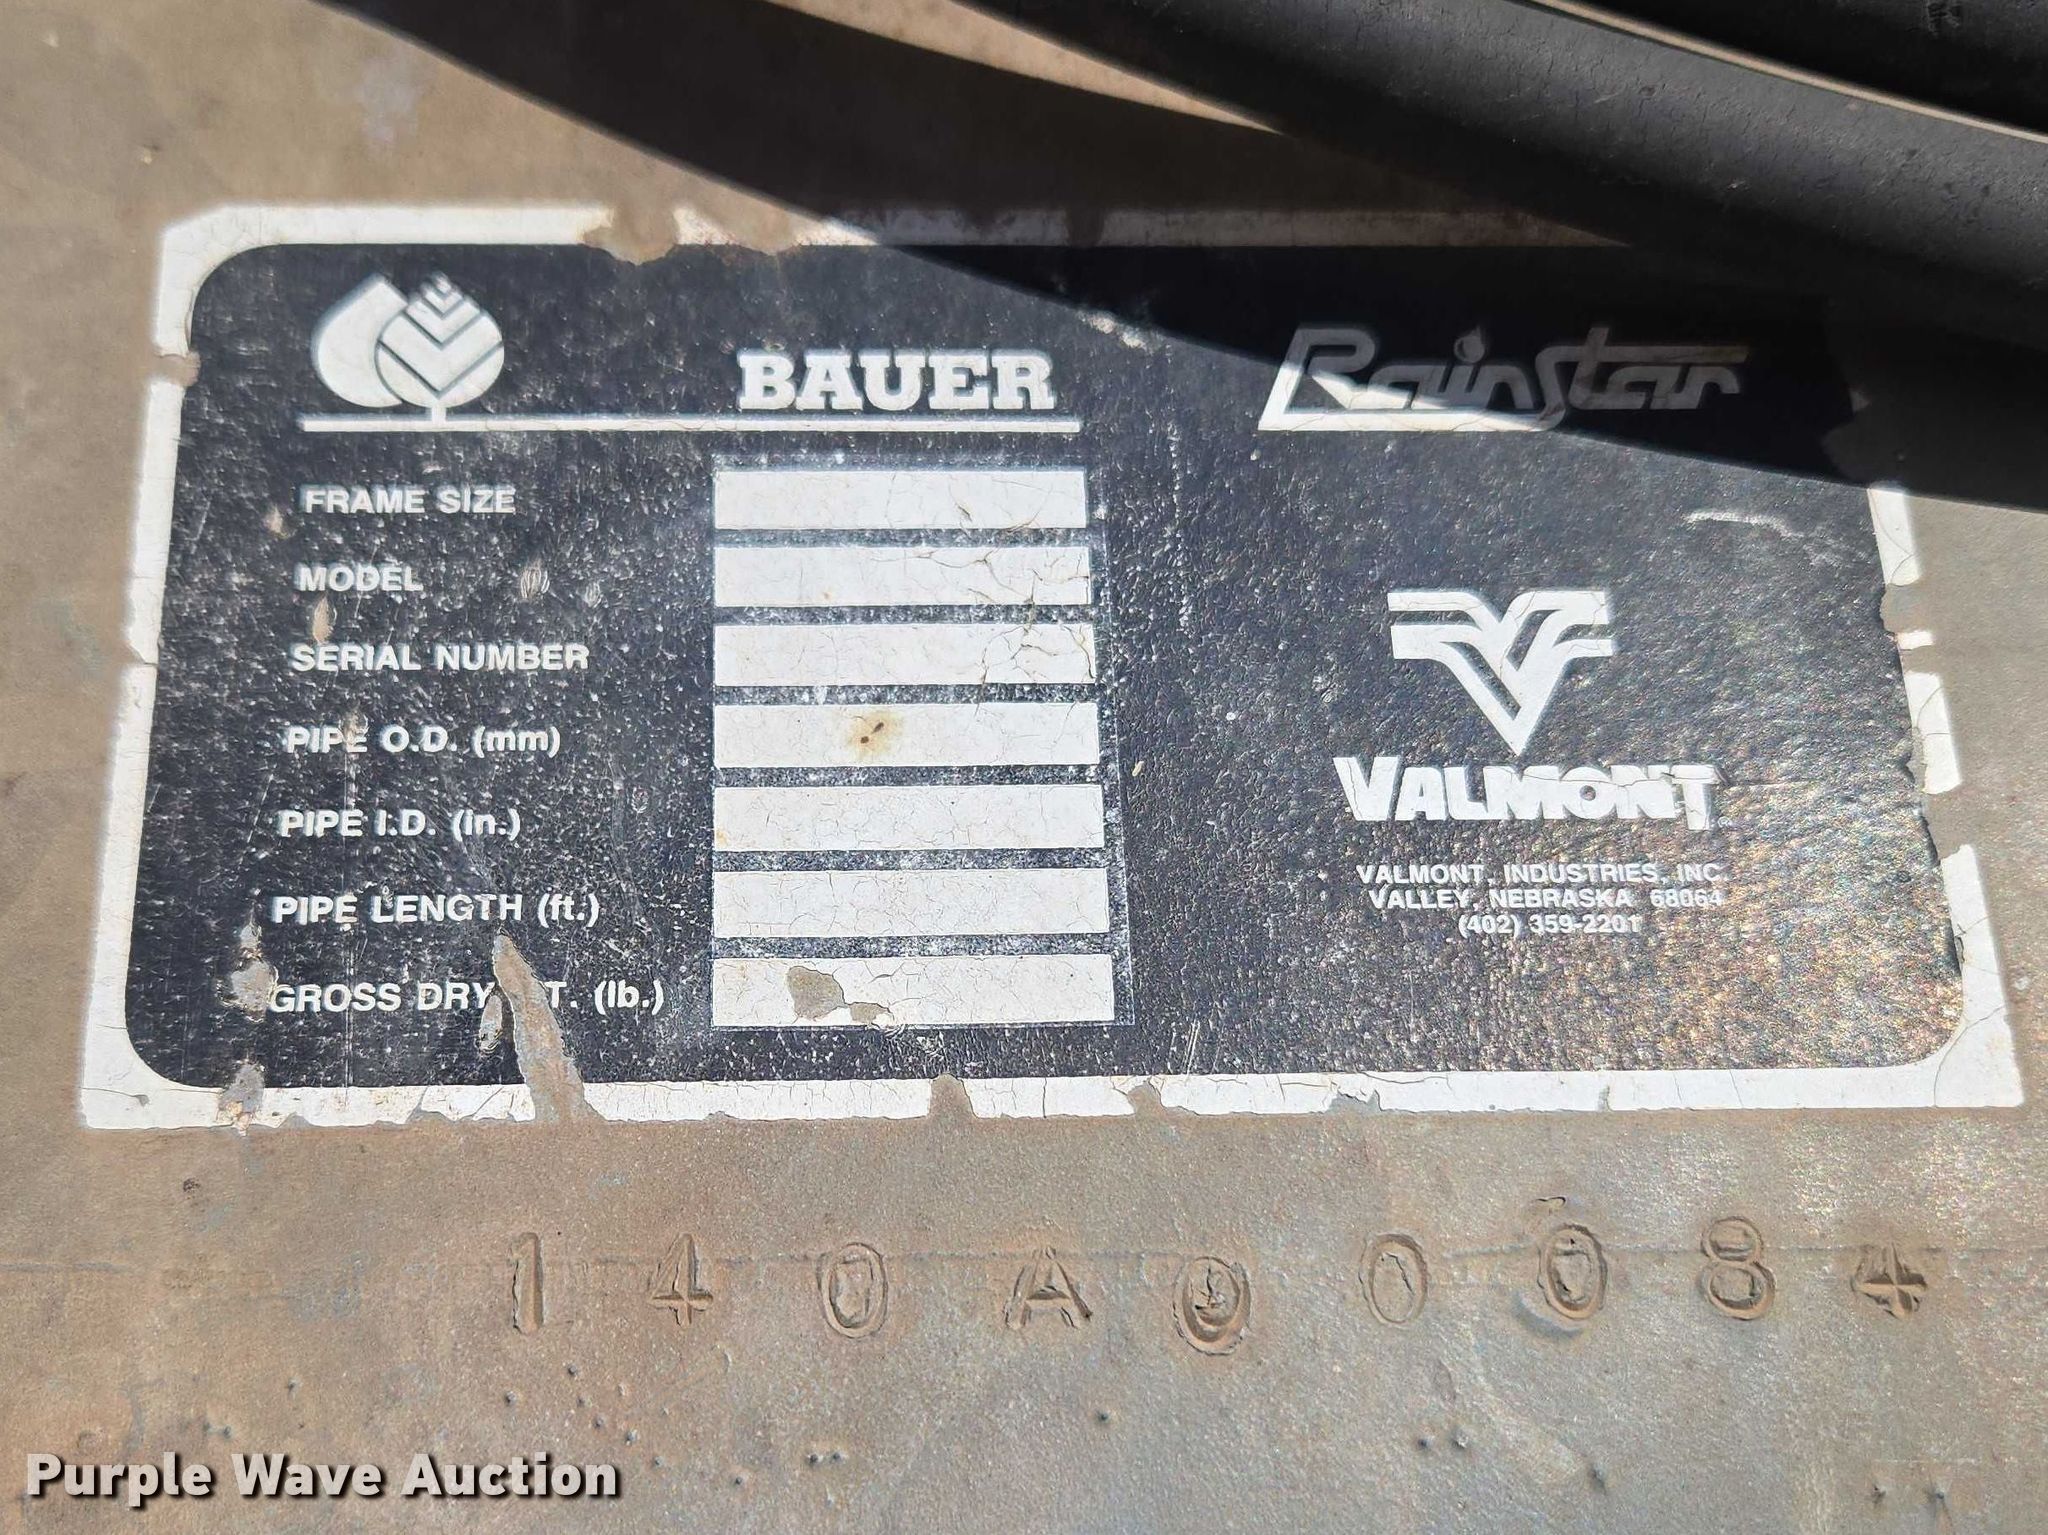 BAUER
RainStar
FRAME SIZE
MODEL
SERIAL NUMBER
PIPE O.D. (mm)
PIPE I.D. (in.)
PIPE LENGTH (ft.)
GROSS DRY T. (lb.)
VALMONT
VALMONT, INDUSTRIES, INC.
VALLEY, NEBRASKA 68064
(402) 359-2201
140A00084
Purple Wave Auction